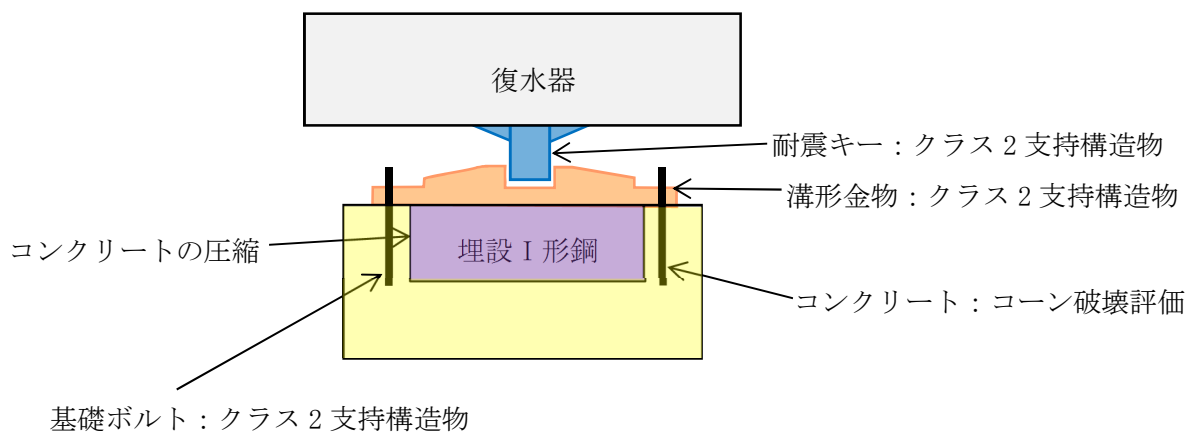 復水器
耐震キー：クラス２支持構造物
溝形金物：クラス２支持構造物
コンクリートの圧縮
埋設Ｉ形鋼
コンクリート：コーン破壊評価
基礎ボルト：クラス２支持構造物